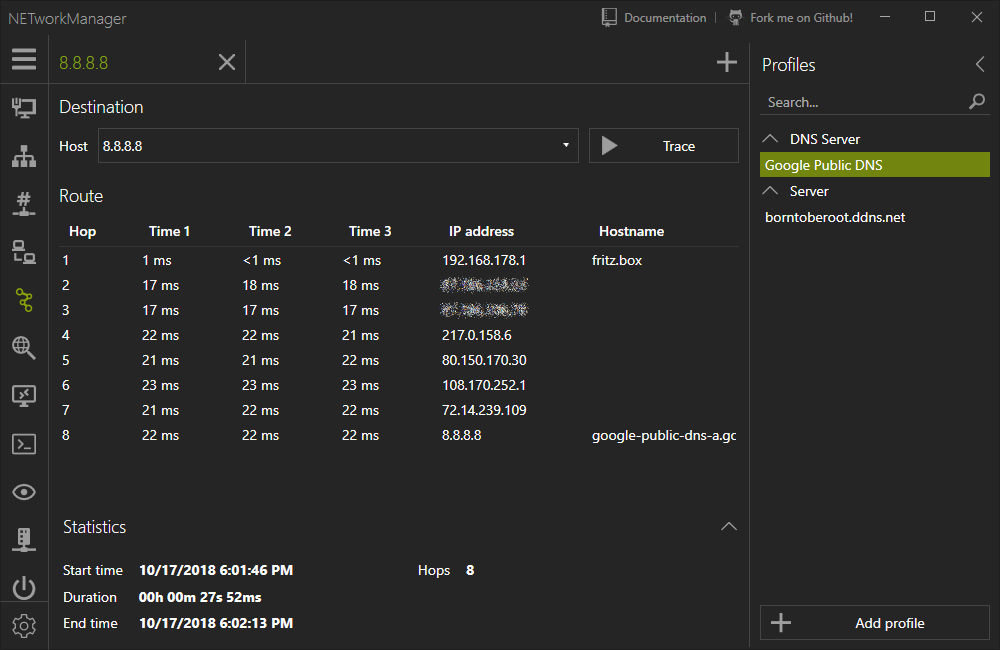 NETworkManager
Documentation | Fork me on Github!
8.8.8.8
Destination
Host 8.8.8.8 Trace
Route
Hop Time 1 Time 2 Time 3 IP address Hostname
1 1 ms <1 ms <1 ms 192.168.178.1 fritz.box
2 17 ms 18 ms 18 ms
3 17 ms 17 ms 17 ms
4 22 ms 22 ms 21 ms 217.0.158.6
5 21 ms 21 ms 22 ms 80.150.170.30
6 23 ms 23 ms 23 ms 108.170.252.1
7 21 ms 22 ms 22 ms 72.14.239.109
8 22 ms 22 ms 22 ms 8.8.8.8 google-public-dns-a.gc
Statistics
Start time 10/17/2018 6:01:46 PM Hops 8
Duration 00h 00m 27s 52ms
End time 10/17/2018 6:02:13 PM
Profiles
Search...
DNS Server
Google Public DNS
Server
borntoberoot.ddns.net
Add profile